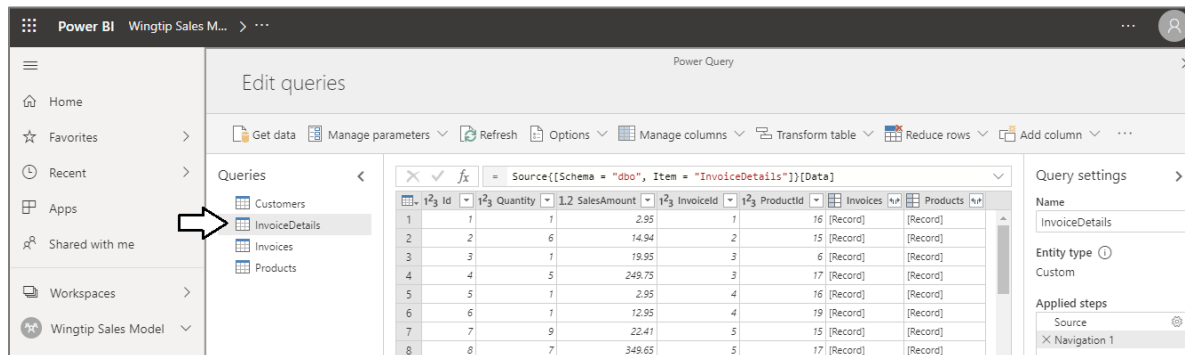 Power BI Wingtip Sales M... > ...
...
Power Query
Edit queries
Home
Favorites
Recent
Apps
Shared with me
Workspaces
Wingtip Sales Model
Get data Manage parameters Refresh Options Manage columns Transform table Reduce rows Add column ...
Queries
Customers
InvoiceDetails
Invoices
Products
fx = Source{[Schema = "dbo", Item = "InvoiceDetails"]}[Data]
1²3 Id 1²3 Quantity 1.2 SalesAmount 1²3 InvoiceId 1²3 ProductId Invoices Products
1 1 1 2.95 1 16 [Record] [Record]
2 2 6 14.94 2 15 [Record] [Record]
3 3 1 19.95 3 6 [Record] [Record]
4 4 5 249.75 3 17 [Record] [Record]
5 5 1 2.95 4 16 [Record] [Record]
6 6 1 12.95 4 19 [Record] [Record]
7 7 9 22.41 5 15 [Record] [Record]
8 8 7 349.65 5 17 [Record] [Record]
Query settings
Name
InvoiceDetails
Entity type
Custom
Applied steps
Source
Navigation 1